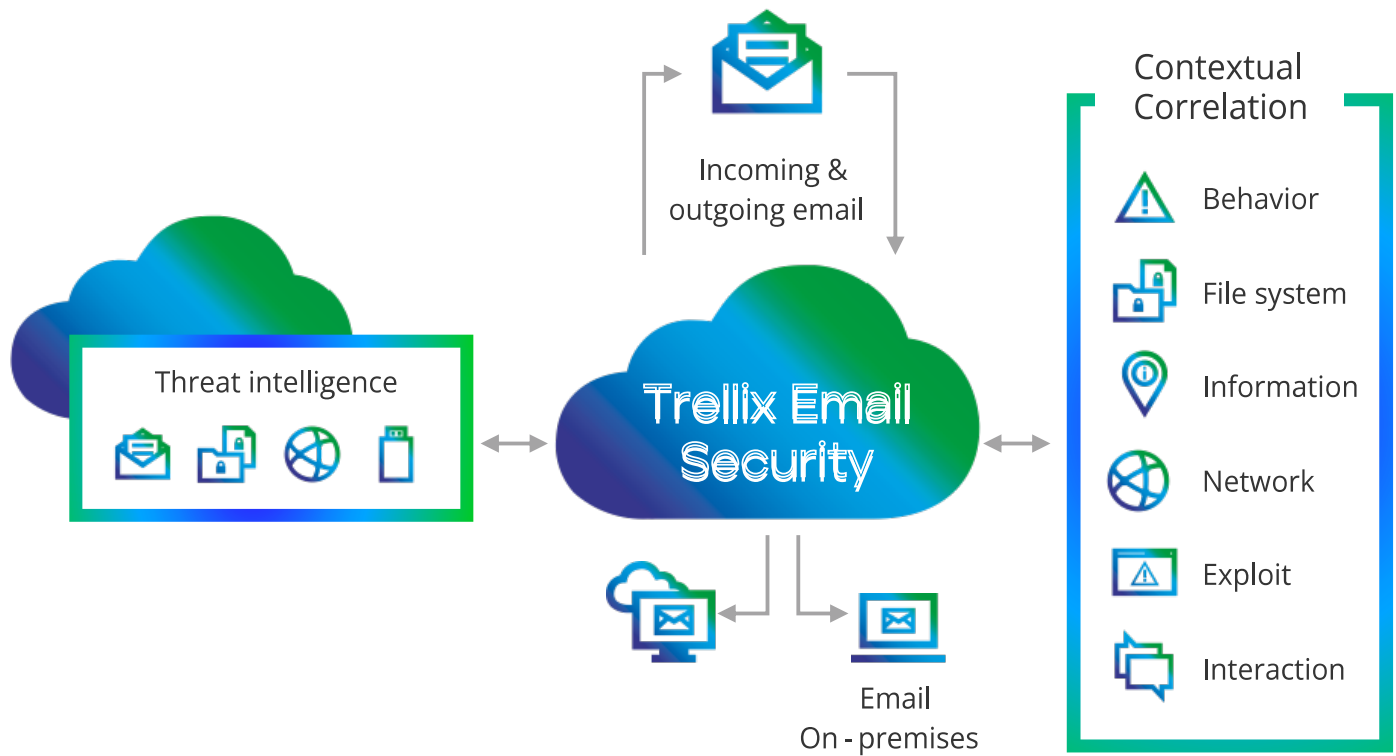 Incoming &
outgoing email
Threat intelligence
Trellix Email
Security
Email
On - premises
Contextual
Correlation
Behavior
File system
Information
Network
Exploit
Interaction